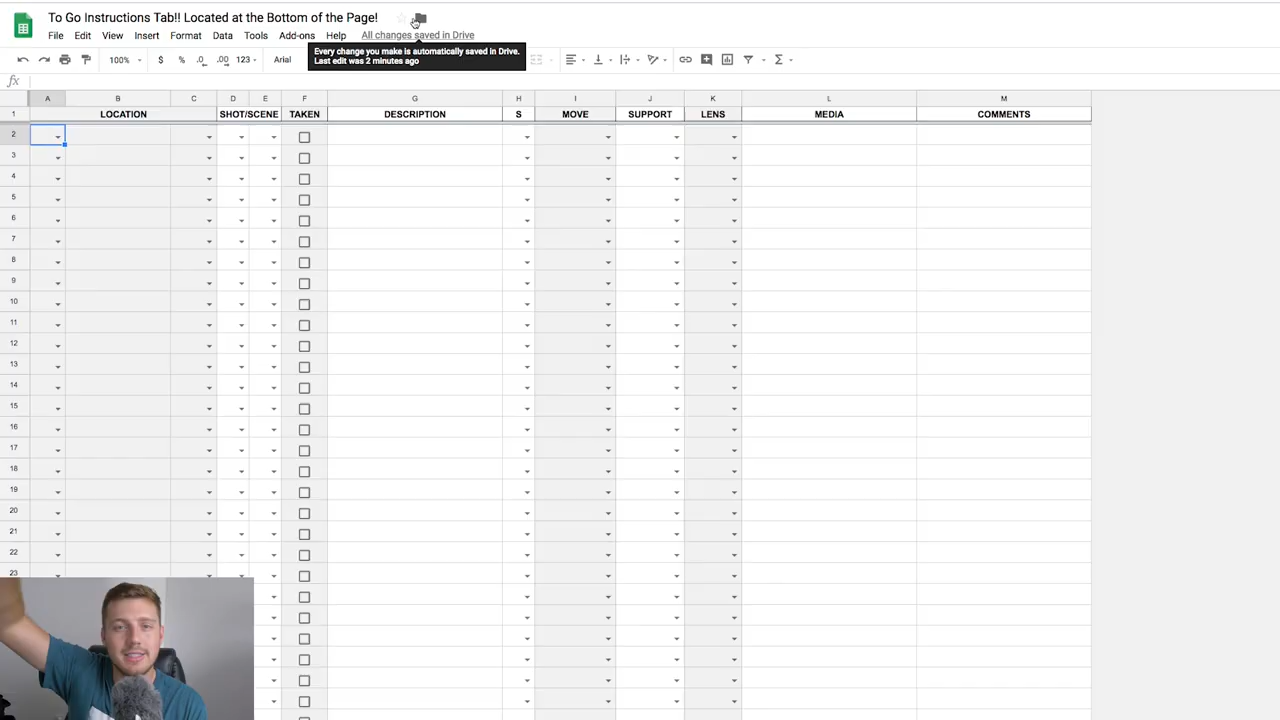 To Go Instructions Tab!! Located at the Bottom of the Page!
File Edit View Insert Format Data Tools Add-ons Help All changes saved in Drive
Every change you make is automatically saved in Drive.
Last edit was 2 minutes ago
100% $ % .0 .00 123 Arial Σ
fx
A B C D E F G H I J K L M
1 LOCATION SHOT/SCENE TAKEN DESCRIPTION S MOVE SUPPORT LENS MEDIA COMMENTS
2
3
4
5
6
7
8
9
10
11
12
13
14
15
16
17
18
19
20
21
22
23